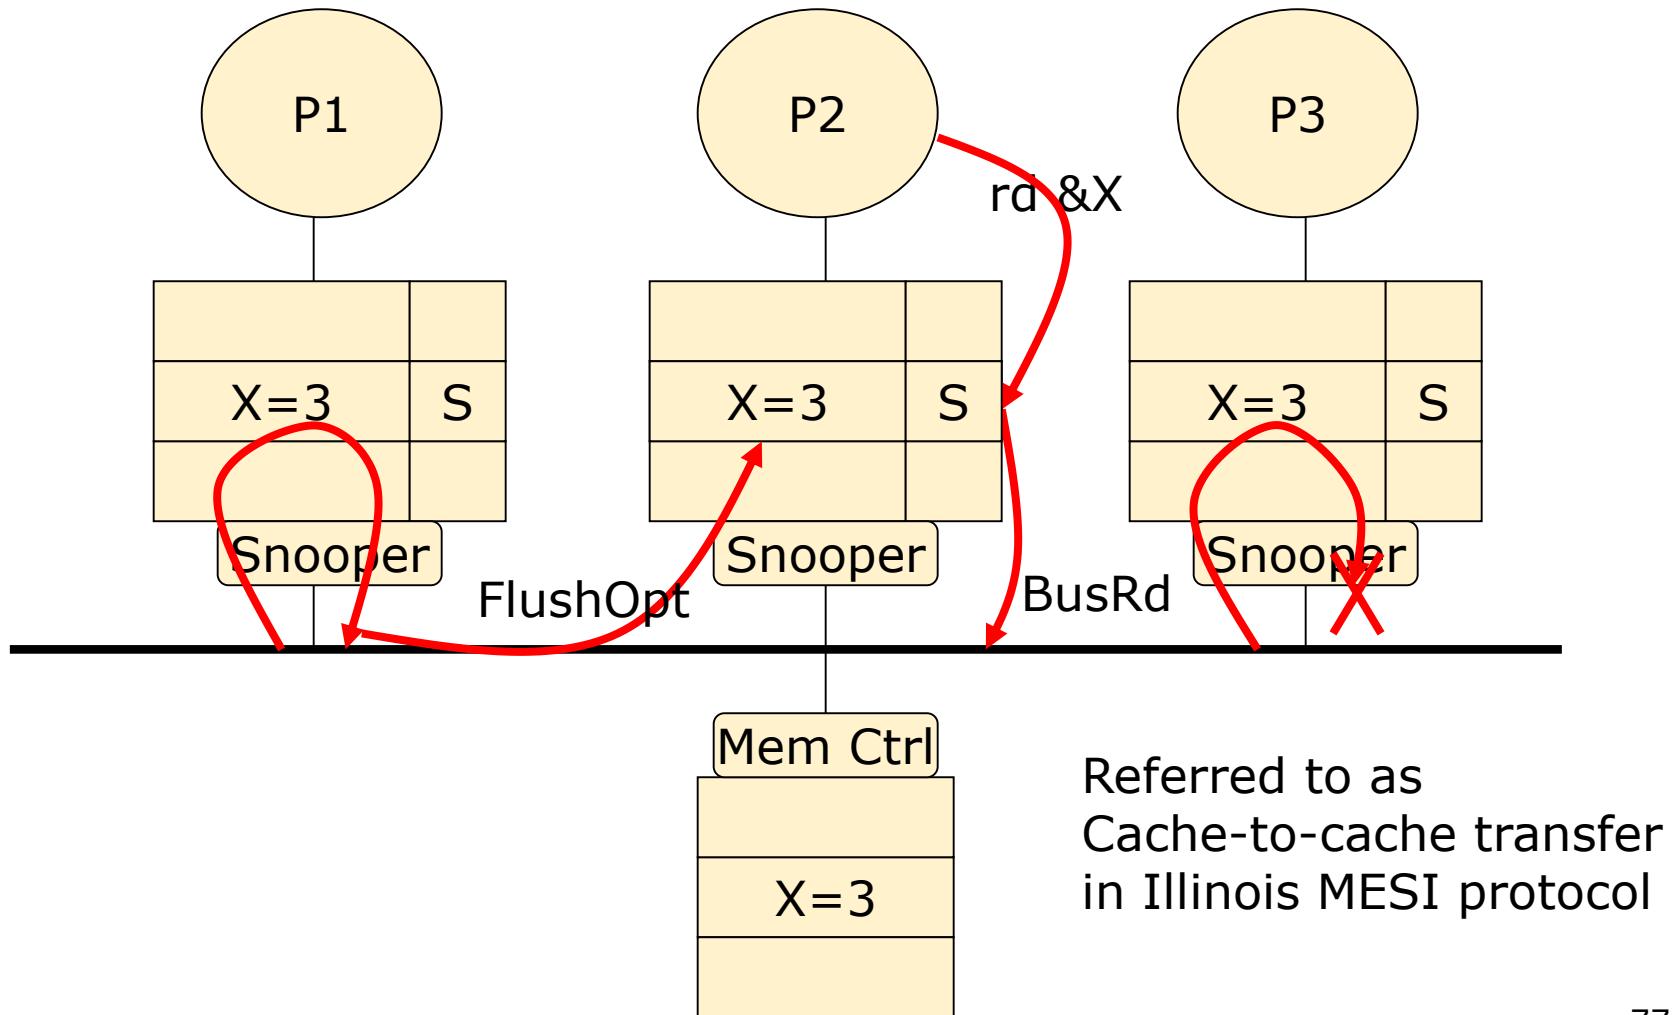 P1
P2
P3
rd &X
X=3
S
X=3
S
X=3
S
Snooper
Snooper
Snooper
FlushOpt
BusRd
Mem Ctrl
X=3
Referred to as
Cache-to-cache transfer
in Illinois MESI protocol